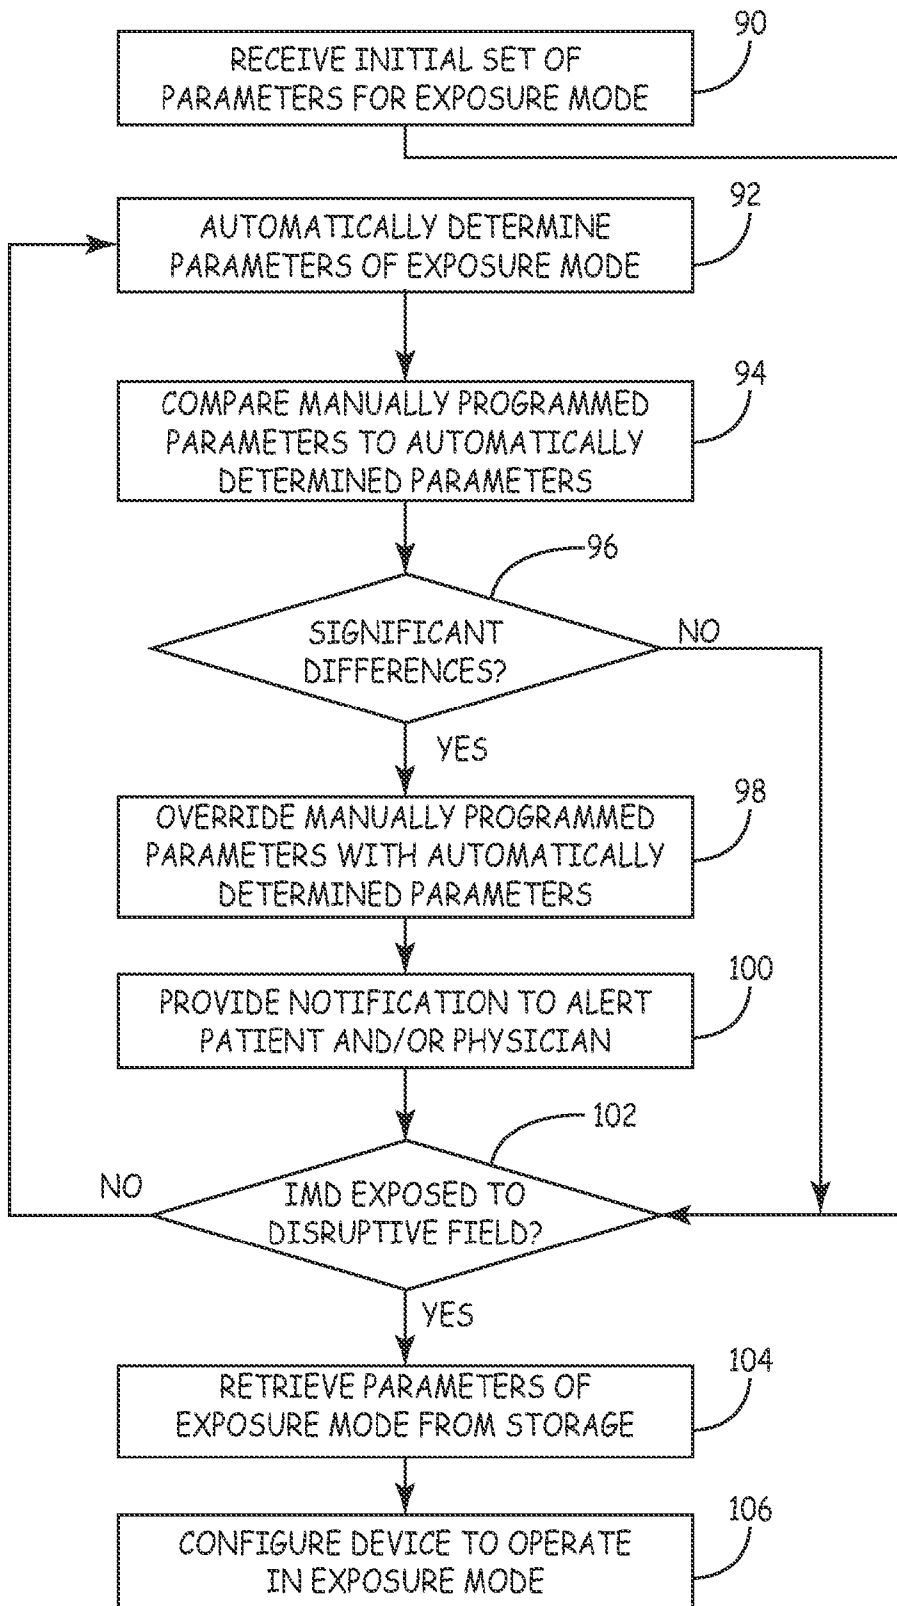 90
RECEIVE INITIAL SET OF
PARAMETERS FOR EXPOSURE MODE
92
AUTOMATICALLY DETERMINE
PARAMETERS OF EXPOSURE MODE
94
COMPARE MANUALLY PROGRAMMED
PARAMETERS TO AUTOMATICALLY
DETERMINED PARAMETERS
96
SIGNIFICANT
DIFFERENCES?
NO
YES
98
OVERRIDE MANUALLY PROGRAMMED
PARAMETERS WITH AUTOMATICALLY
DETERMINED PARAMETERS
100
PROVIDE NOTIFICATION TO ALERT
PATIENT AND/OR PHYSICIAN
102
NO
IMD EXPOSED TO
DISRUPTIVE FIELD?
YES
104
RETRIEVE PARAMETERS OF
EXPOSURE MODE FROM STORAGE
106
CONFIGURE DEVICE TO OPERATE
IN EXPOSURE MODE